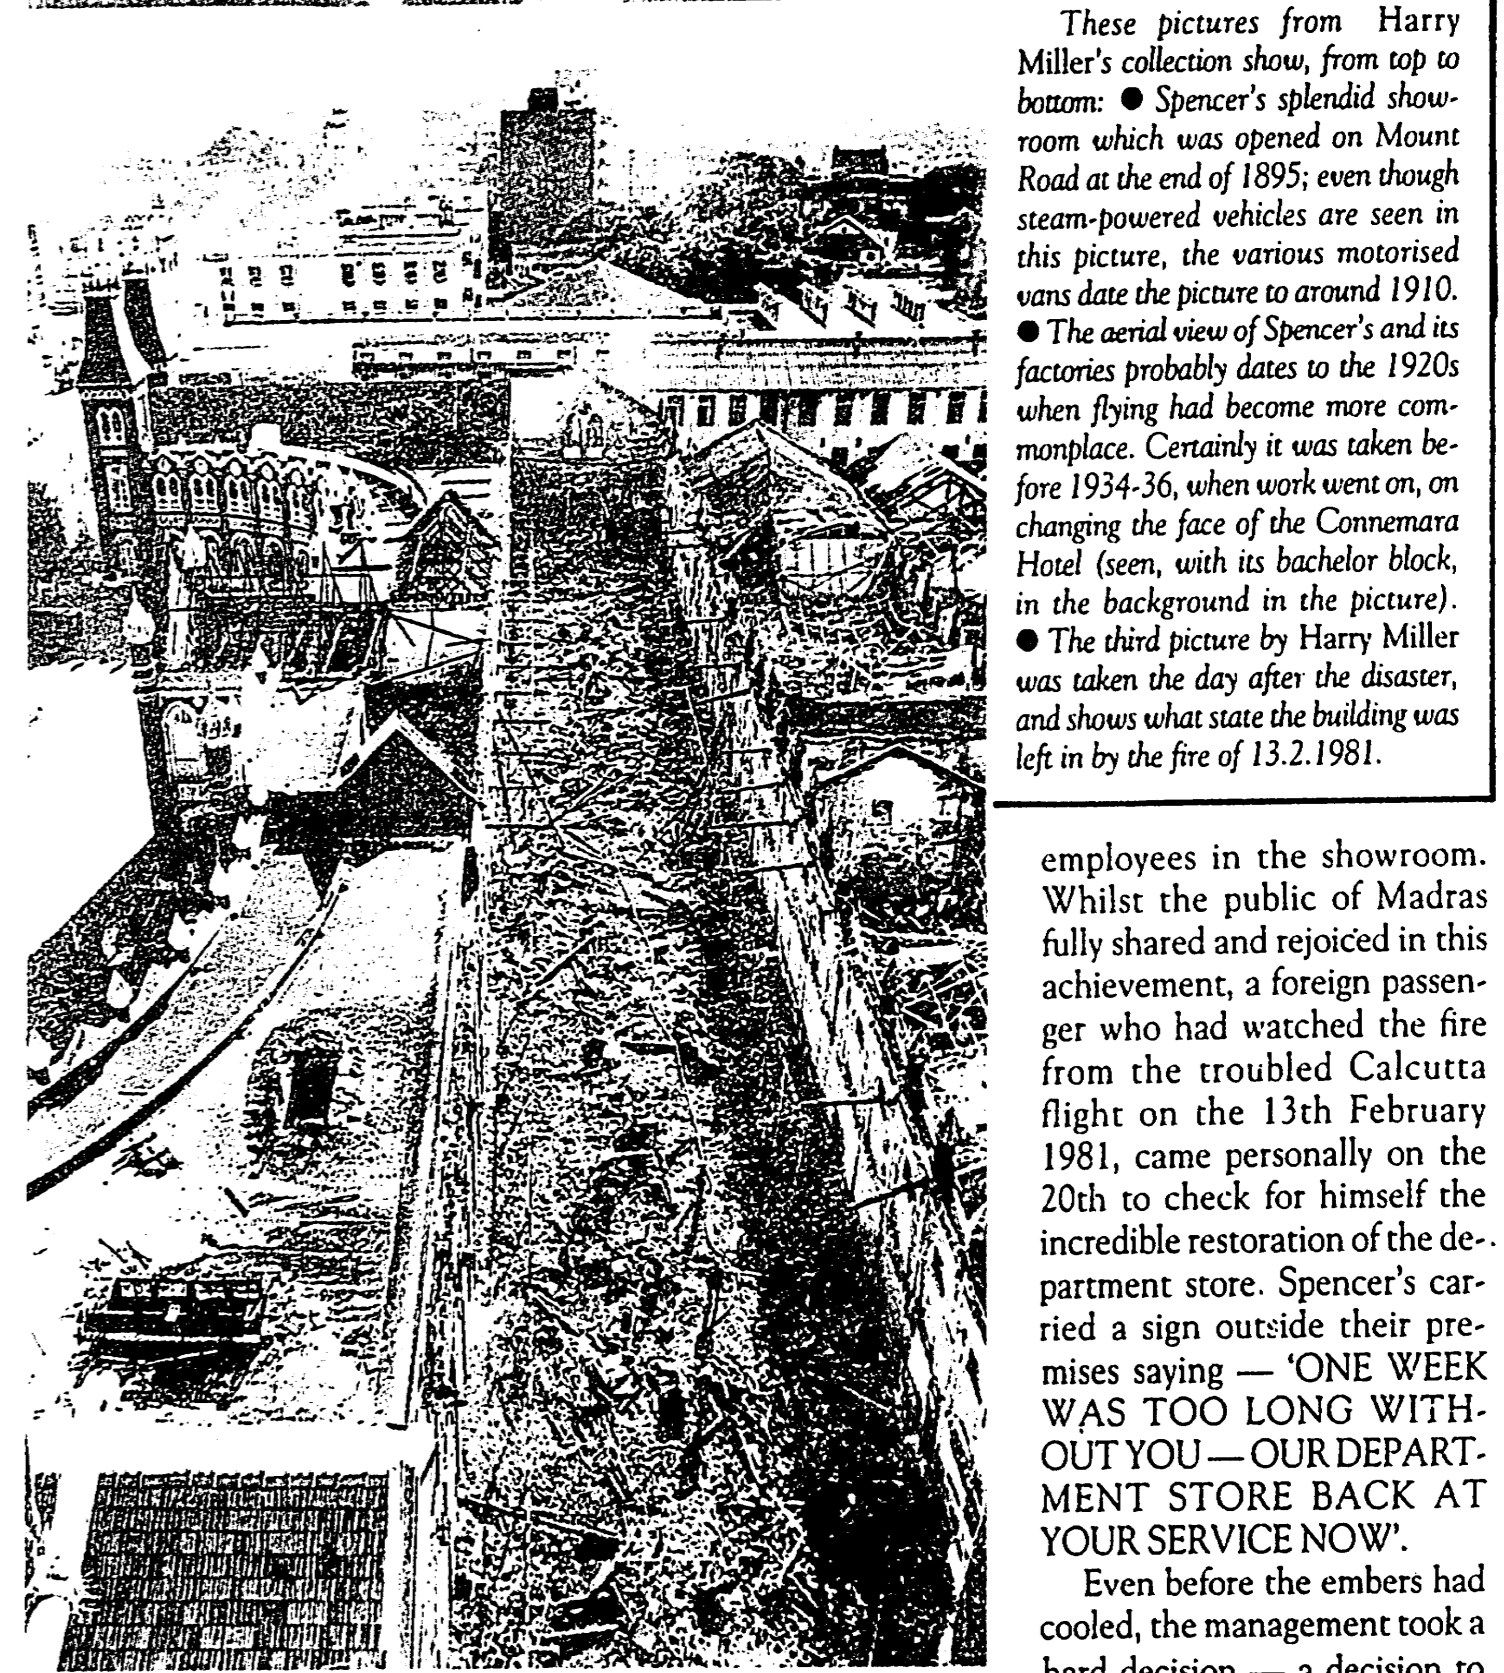 These pictures from Harry
Miller's collection show, from top to
bottom: ● Spencer's splendid show-
room which was opened on Mount
Road at the end of 1895; even though
steam-powered vehicles are seen in
this picture, the various motorised
vans date the picture to around 1910.
● The aerial view of Spencer's and its
factories probably dates to the 1920s
when flying had become more com-
monplace. Certainly it was taken be-
fore 1934-36, when work went on, on
changing the face of the Connemara
Hotel (seen, with its bachelor block,
in the background in the picture).
● The third picture by Harry Miller
was taken the day after the disaster,
and shows what state the building was
left in by the fire of 13.2.1981.
employees in the showroom.
Whilst the public of Madras
fully shared and rejoiced in this
achievement, a foreign passen-
ger who had watched the fire
from the troubled Calcutta
flight on the 13th February
1981, came personally on the
20th to check for himself the
incredible restoration of the de-
partment store. Spencer's car-
ried a sign outside their pre-
mises saying — 'ONE WEEK
WAS TOO LONG WITH-
OUT YOU — OUR DEPART-
MENT STORE BACK AT
YOUR SERVICE NOW'.
Even before the embers had
cooled, the management took a
hard decision — a decision to